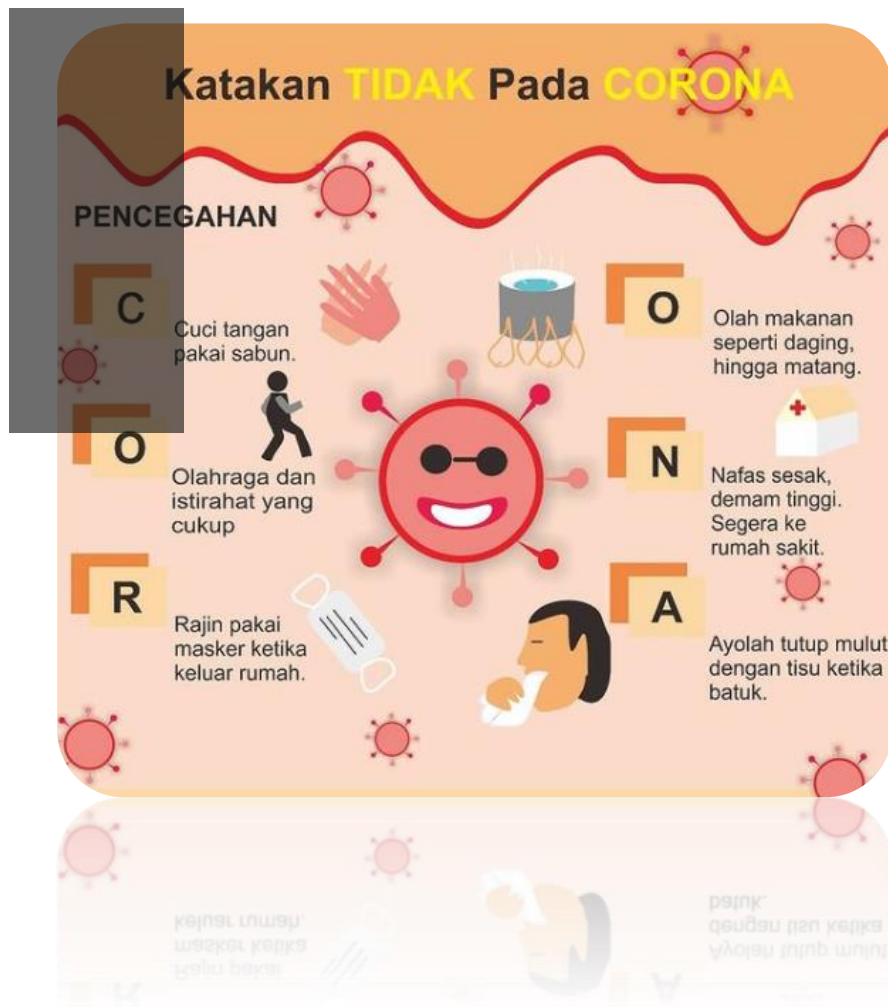 Katakan TIDAK Pada CORONA
PENCEGAHAN
C
Cuci tangan
pakai sabun.
O
Olahraga dan
istirahat yang
cukup
R
Rajin pakai
masker ketika
keluar rumah.
O
Olah makanan
seperti daging,
hingga matang.
N
Nafas sesak,
demam tinggi.
Segera ke
rumah sakit.
A
Ayolah tutup mulut
dengan tisu ketika
batuk.